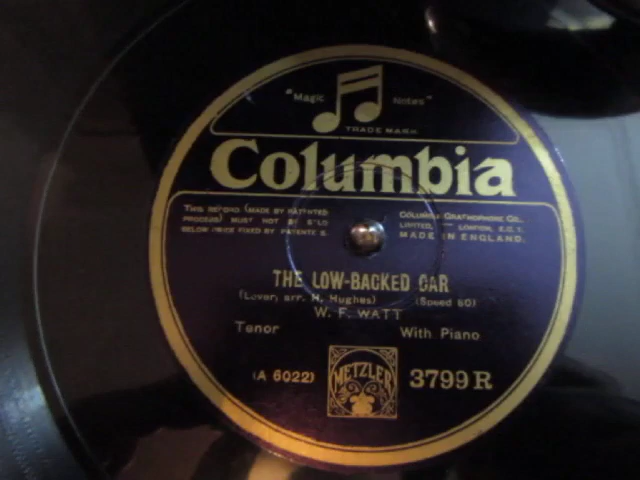 "Magic Notes"
TRADE MARK.
Columbia
THIS RECORD (MADE BY PATENTED
PROCESS) MUST NOT BE SOLD
BELOW PRICE FIXED BY PATENTEES.
COLUMBIA GRAPHOPHONE CO.
LIMITED, LONDON, E.C.1.
MADE IN ENGLAND.
THE LOW-BACKED CAR
(Lover, arr. H. Hughes) (Speed 80)
W. F. WATT
Tenor With Piano
(A 6022) METZLER 3799 R